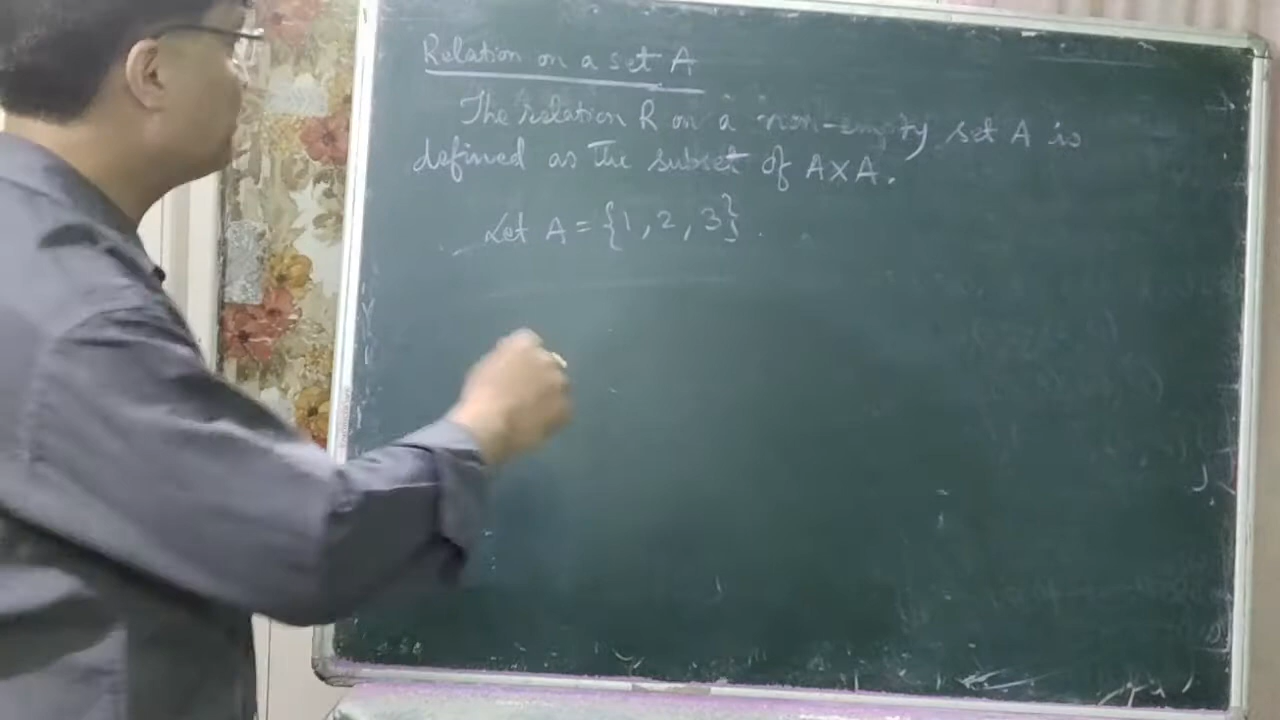 Relation on a set A
The relation R on a non-empty set A is
defined as the subset of A×A.
Let A = {1, 2, 3}.